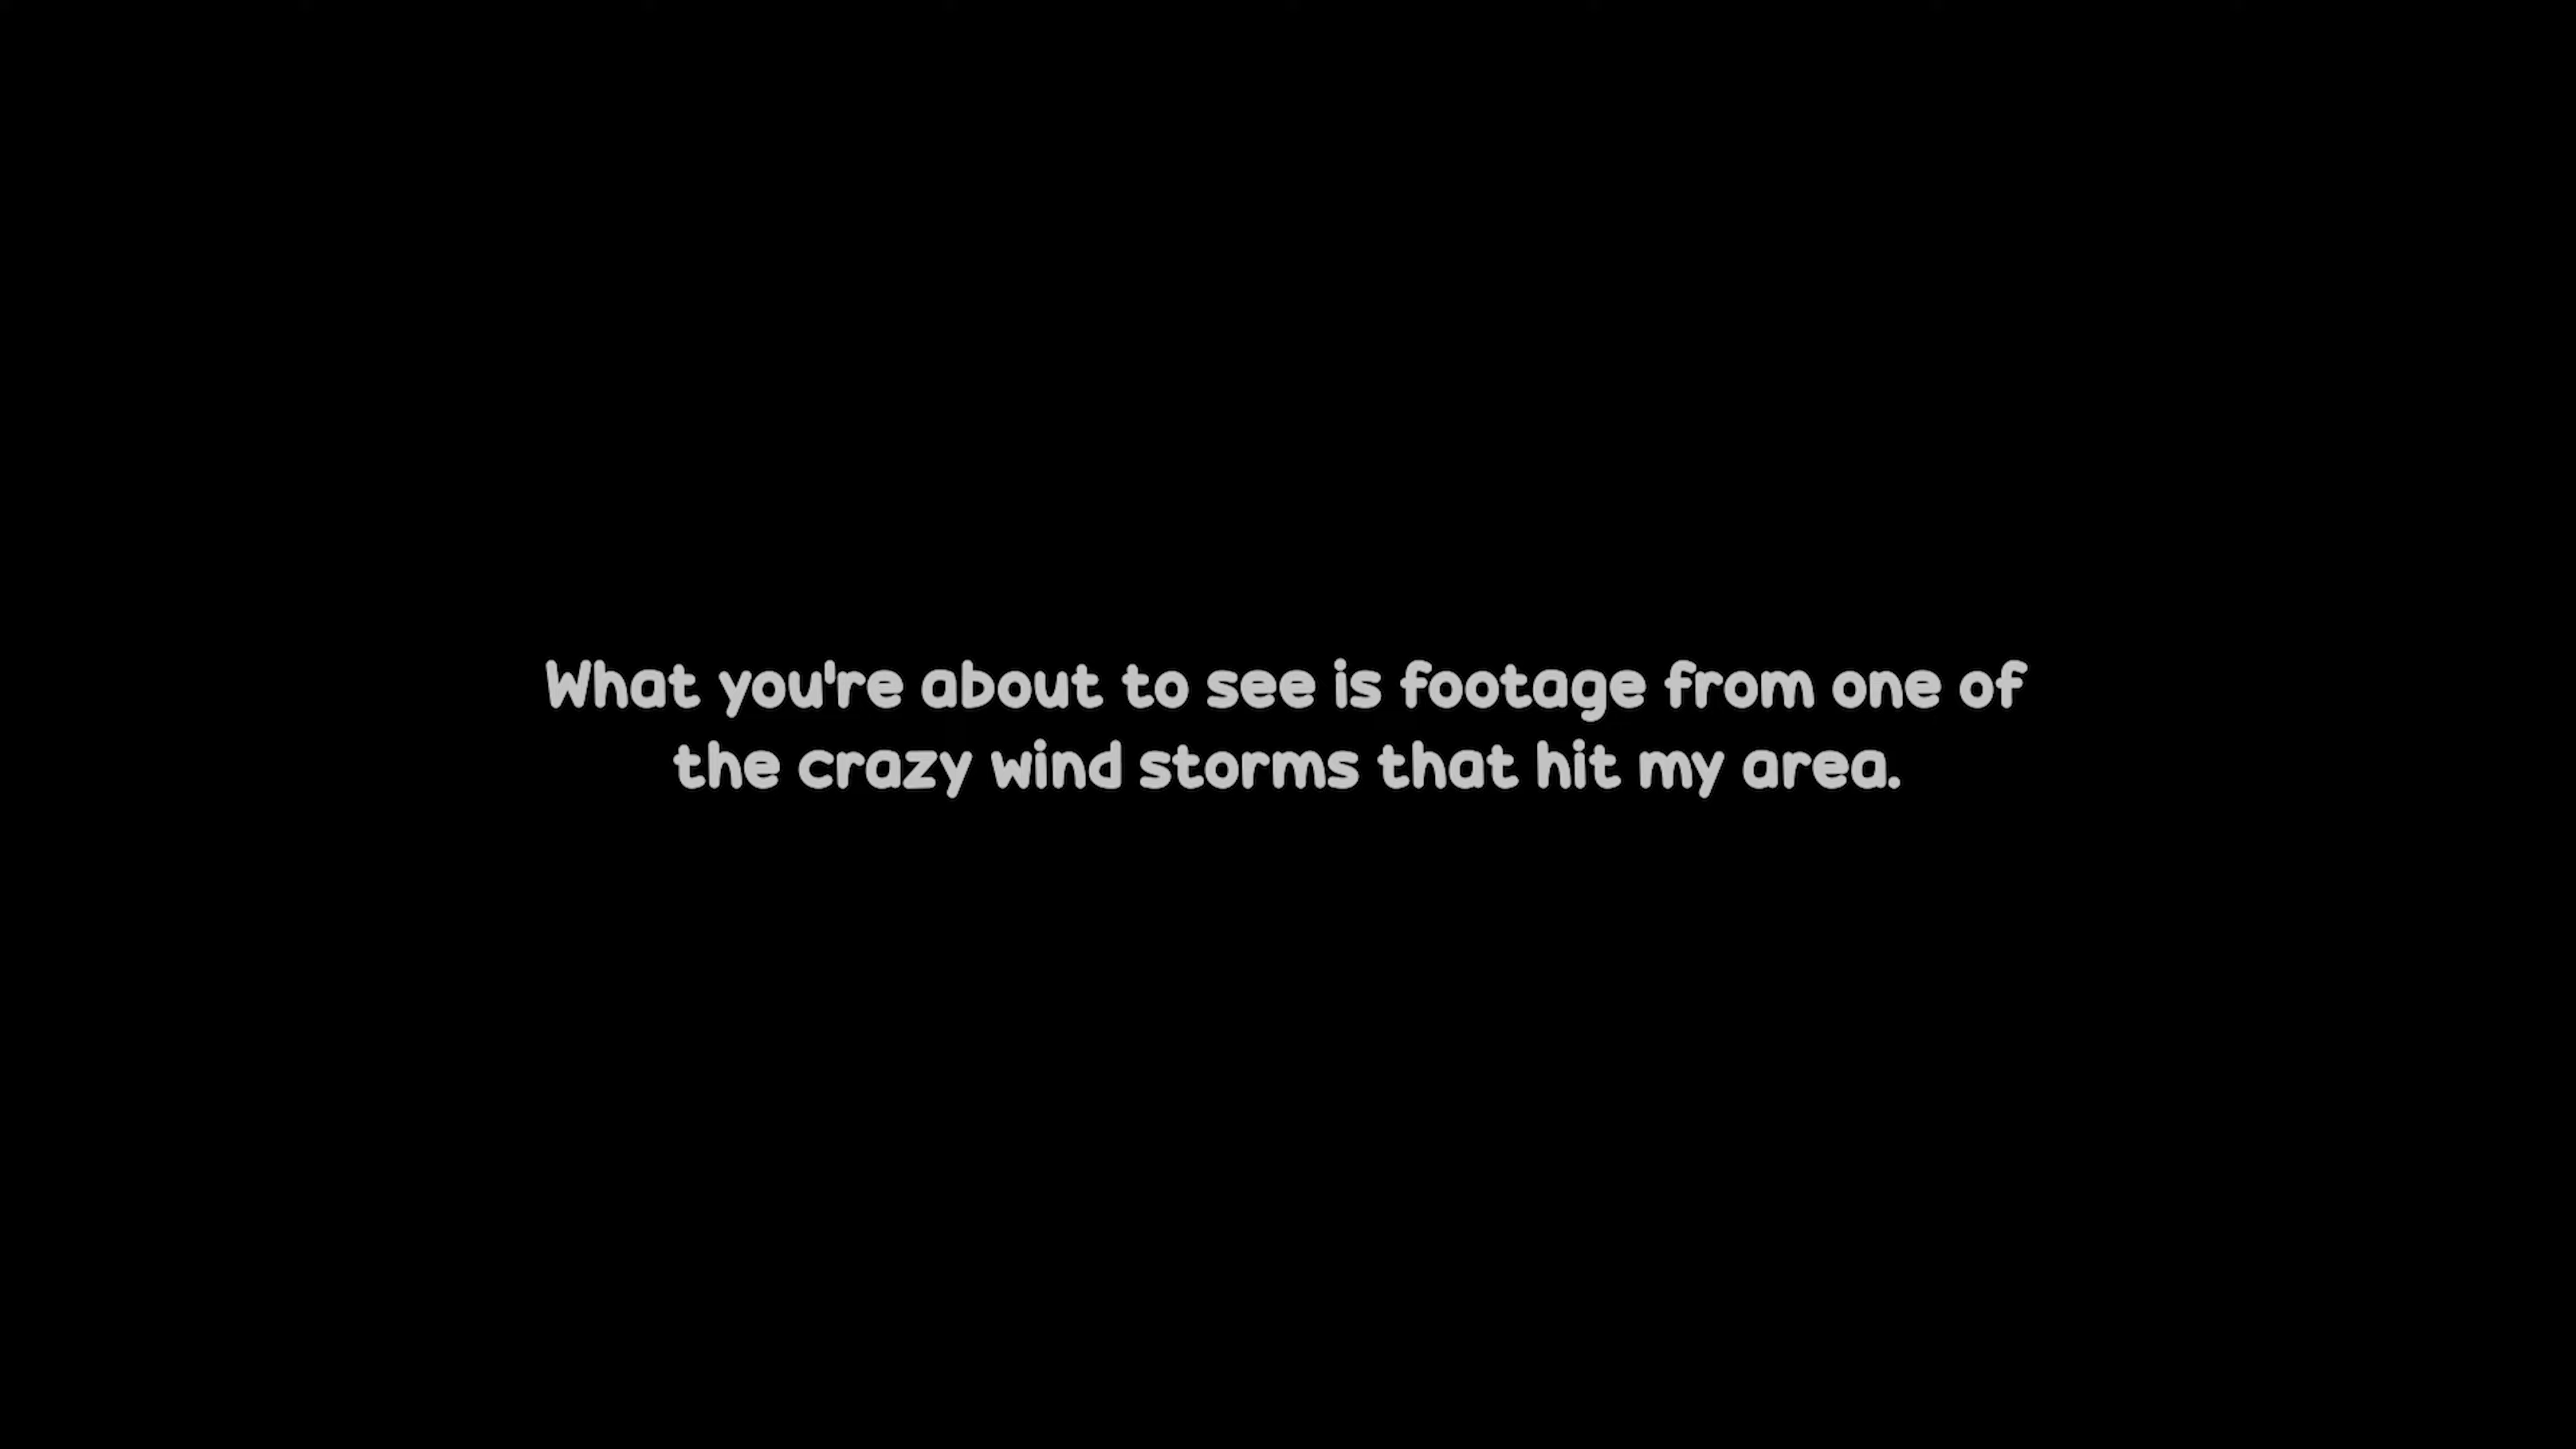 What you're about to see is footage from one of
the crazy wind storms that hit my area.